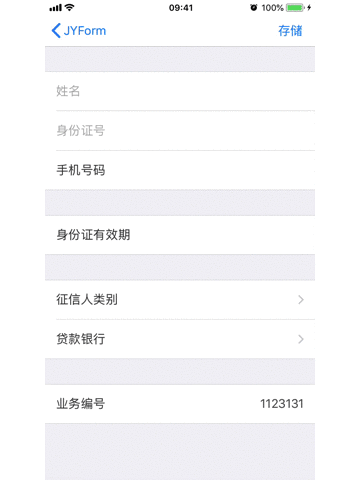 09:41 100%
JYForm 存储
姓名
身份证号
手机号码
身份证有效期
征信人类别
贷款银行
业务编号 1123131